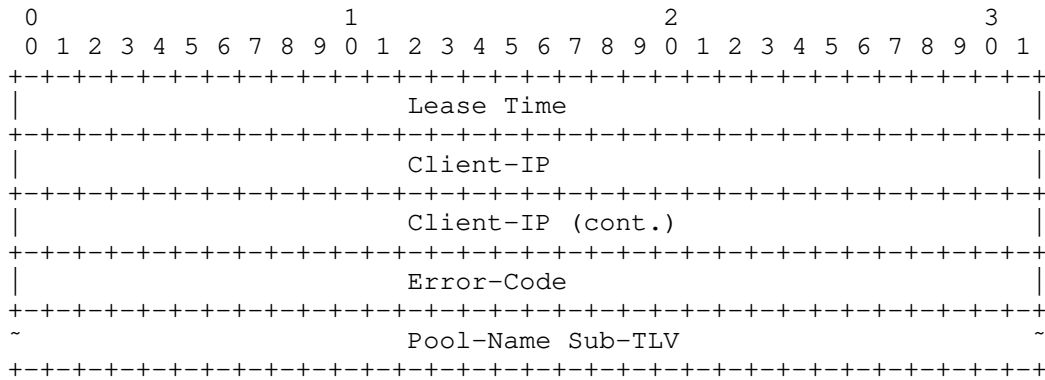 0                   1                   2                   3
 0 1 2 3 4 5 6 7 8 9 0 1 2 3 4 5 6 7 8 9 0 1 2 3 4 5 6 7 8 9 0 1
+-+-+-+-+-+-+-+-+-+-+-+-+-+-+-+-+-+-+-+-+-+-+-+-+-+-+-+-+-+-+-+-+
|                        Lease Time                             |
+-+-+-+-+-+-+-+-+-+-+-+-+-+-+-+-+-+-+-+-+-+-+-+-+-+-+-+-+-+-+-+-+
|                        Client-IP                              |
+-+-+-+-+-+-+-+-+-+-+-+-+-+-+-+-+-+-+-+-+-+-+-+-+-+-+-+-+-+-+-+-+
|                        Client-IP (cont.)                      |
+-+-+-+-+-+-+-+-+-+-+-+-+-+-+-+-+-+-+-+-+-+-+-+-+-+-+-+-+-+-+-+-+
|                        Error-Code                             |
+-+-+-+-+-+-+-+-+-+-+-+-+-+-+-+-+-+-+-+-+-+-+-+-+-+-+-+-+-+-+-+-+
~                        Pool-Name Sub-TLV                      ~
+-+-+-+-+-+-+-+-+-+-+-+-+-+-+-+-+-+-+-+-+-+-+-+-+-+-+-+-+-+-+-+-+